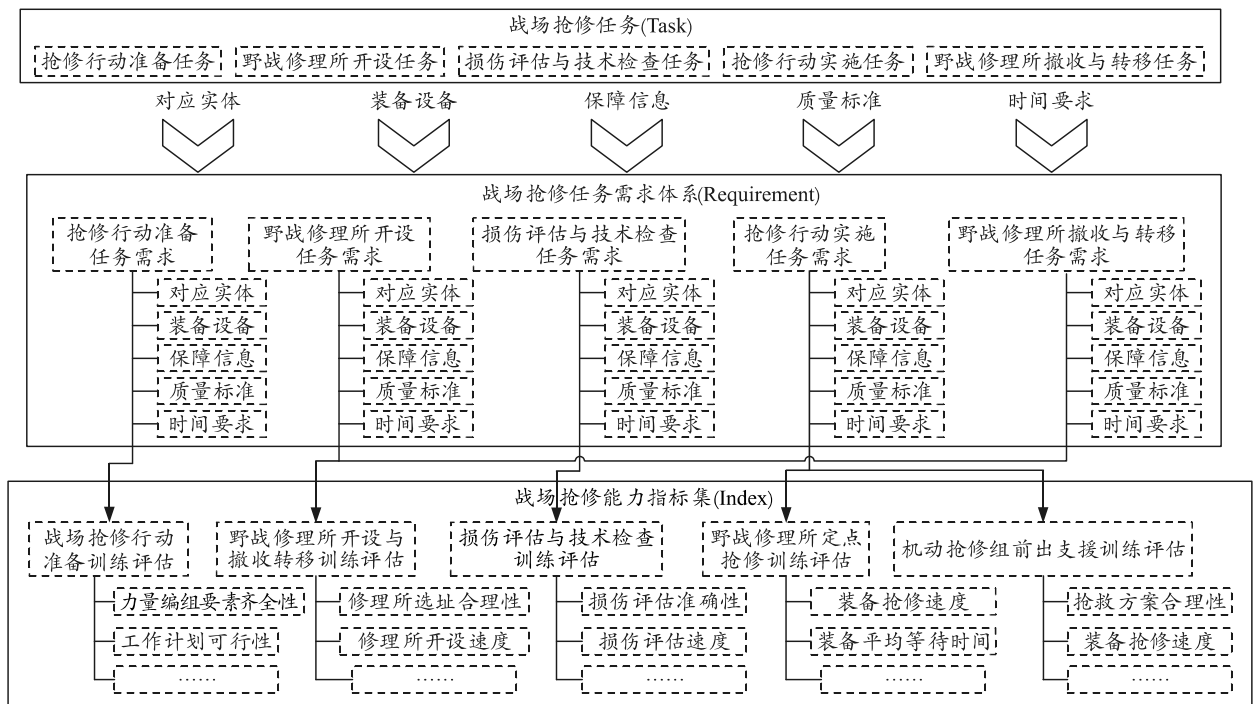 战场抢修任务(Task)
抢修行动准备任务 野战修理所开设任务 损伤评估与技术检查任务 抢修行动实施任务 野战修理所撤收与转移任务
对应实体 装备设备 保障信息 质量标准 时间要求
战场抢修任务需求体系(Requirement)
抢修行动准备
任务需求
野战修理所开设
任务需求
损伤评估与技术检查
任务需求
抢修行动实施
任务需求
野战修理所撤收与转移
任务需求
对应实体 对应实体 对应实体 对应实体 对应实体
装备设备 装备设备 装备设备 装备设备 装备设备
保障信息 保障信息 保障信息 保障信息 保障信息
质量标准 质量标准 质量标准 质量标准 质量标准
时间要求 时间要求 时间要求 时间要求 时间要求
战场抢修能力指标集(Index)
战场抢修行动
准备训练评估
野战修理所开设与
撤收转移训练评估
损伤评估与技术检查
训练评估
野战修理所定点
抢修训练评估
机动抢修组前出支援训练评估
力量编组要素齐全性 修理所选址合理性 损伤评估准确性 装备抢修速度 抢救方案合理性
工作计划可行性 修理所开设速度 损伤评估速度 装备平均等待时间 装备抢修速度
…… …… …… …… ……